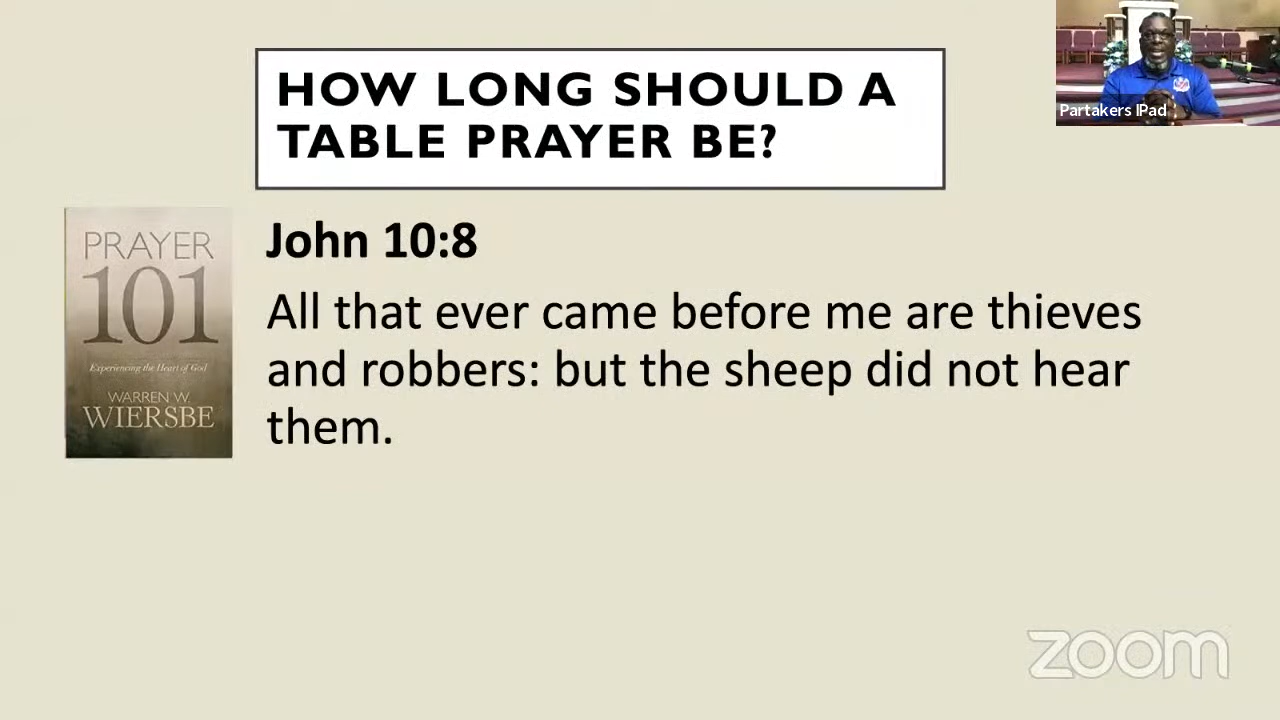 HOW LONG SHOULD A
TABLE PRAYER BE?
Partakers IPad
PRAYER
101
Experiencing the Heart of God
WARREN W.
WIERSBE
John 10:8
All that ever came before me are thieves
and robbers: but the sheep did not hear
them.
zoom